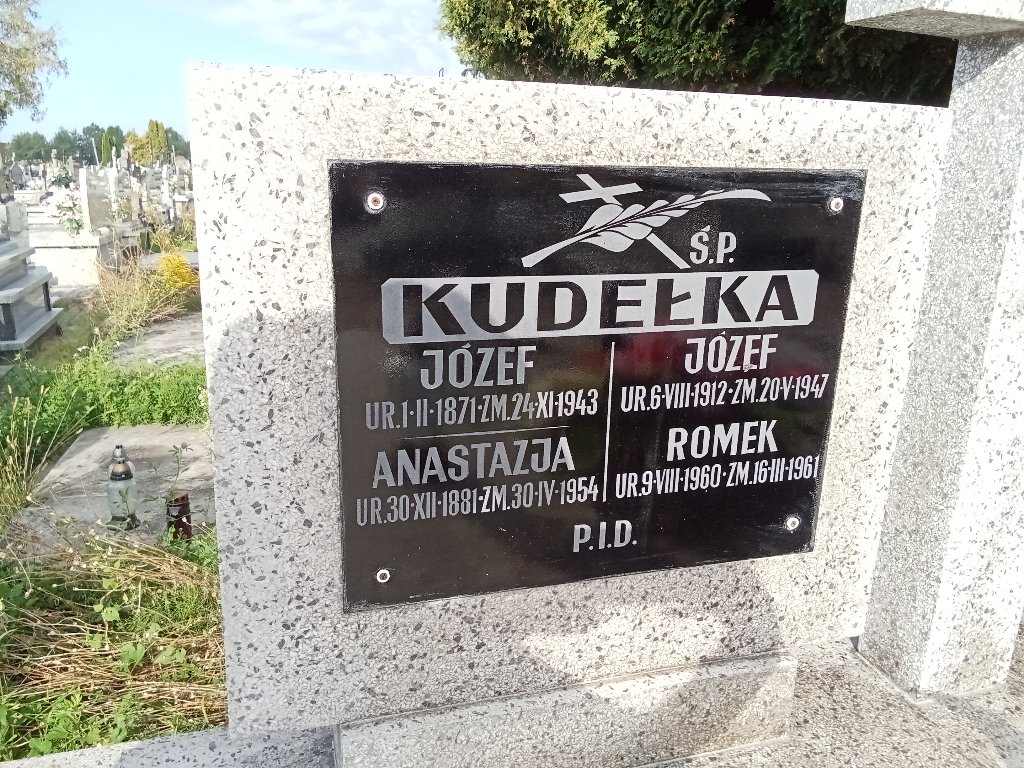 Ś.P.
KUDEŁKA
JÓZEF
UR.1·II·1871·ZM.24·XI·1943
ANASTAZJA
UR.30·XII·1881·ZM.30·IV·1954
JÓZEF
UR.6·VIII·1912·ZM.20·V·1947
ROMEK
UR.9·VIII·1960·ZM.16·III·1961
P.I.D.